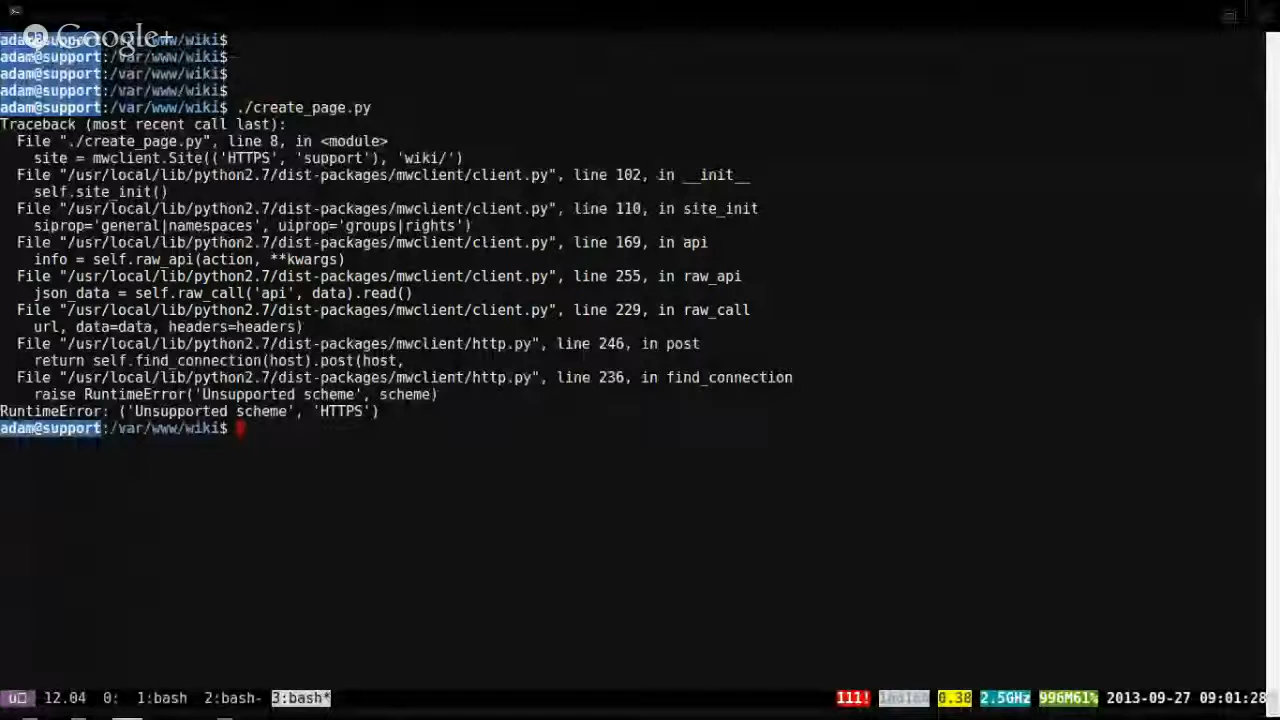 Google+
adam@support:/var/www/wiki$
adam@support:/var/www/wiki$
adam@support:/var/www/wiki$
adam@support:/var/www/wiki$
adam@support:/var/www/wiki$ ./create_page.py
Traceback (most recent call last):
  File "./create_page.py", line 8, in <module>
    site = mwclient.Site(('HTTPS', 'support'), 'wiki/')
  File "/usr/local/lib/python2.7/dist-packages/mwclient/client.py", line 102, in __init__
    self.site_init()
  File "/usr/local/lib/python2.7/dist-packages/mwclient/client.py", line 110, in site_init
    siprop='general|namespaces', uiprop='groups|rights')
  File "/usr/local/lib/python2.7/dist-packages/mwclient/client.py", line 169, in api
    info = self.raw_api(action, **kwargs)
  File "/usr/local/lib/python2.7/dist-packages/mwclient/client.py", line 255, in raw_api
    json_data = self.raw_call('api', data).read()
  File "/usr/local/lib/python2.7/dist-packages/mwclient/client.py", line 229, in raw_call
    url, data=data, headers=headers)
  File "/usr/local/lib/python2.7/dist-packages/mwclient/http.py", line 246, in post
    return self.find_connection(host).post(host,
  File "/usr/local/lib/python2.7/dist-packages/mwclient/http.py", line 236, in find_connection
    raise RuntimeError('Unsupported scheme', scheme)
RuntimeError: ('Unsupported scheme', 'HTTPS')
adam@support:/var/www/wiki$
12.04 0: 1:bash 2:bash- 3:bash* 111! 0.38 2.5GHz 996M61% 2013-09-27 09:01:28